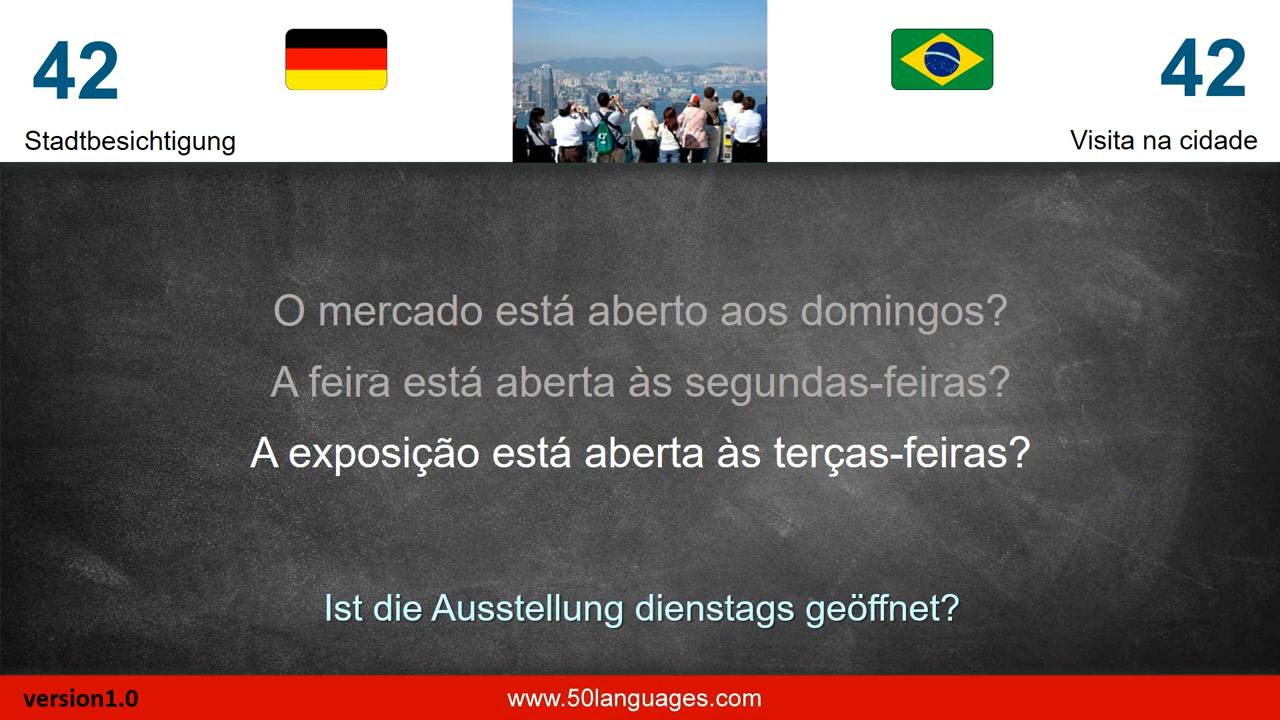 42
42
Stadtbesichtigung
Visita na cidade
O mercado está aberto aos domingos?
A feira está aberta às segundas-feiras?
A exposição está aberta às terças-feiras?
Ist die Ausstellung dienstags geöffnet?
version1.0
www.50languages.com